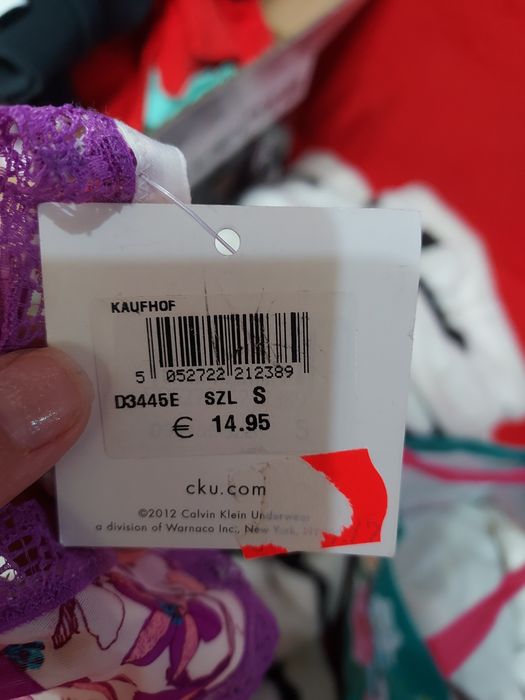 KAUFHOF
5 052722 212389
D3445E SZL S
€ 14.95
cku.com
©2012 Calvin Klein Underwear
a division of Warnaco Inc., New York, NY